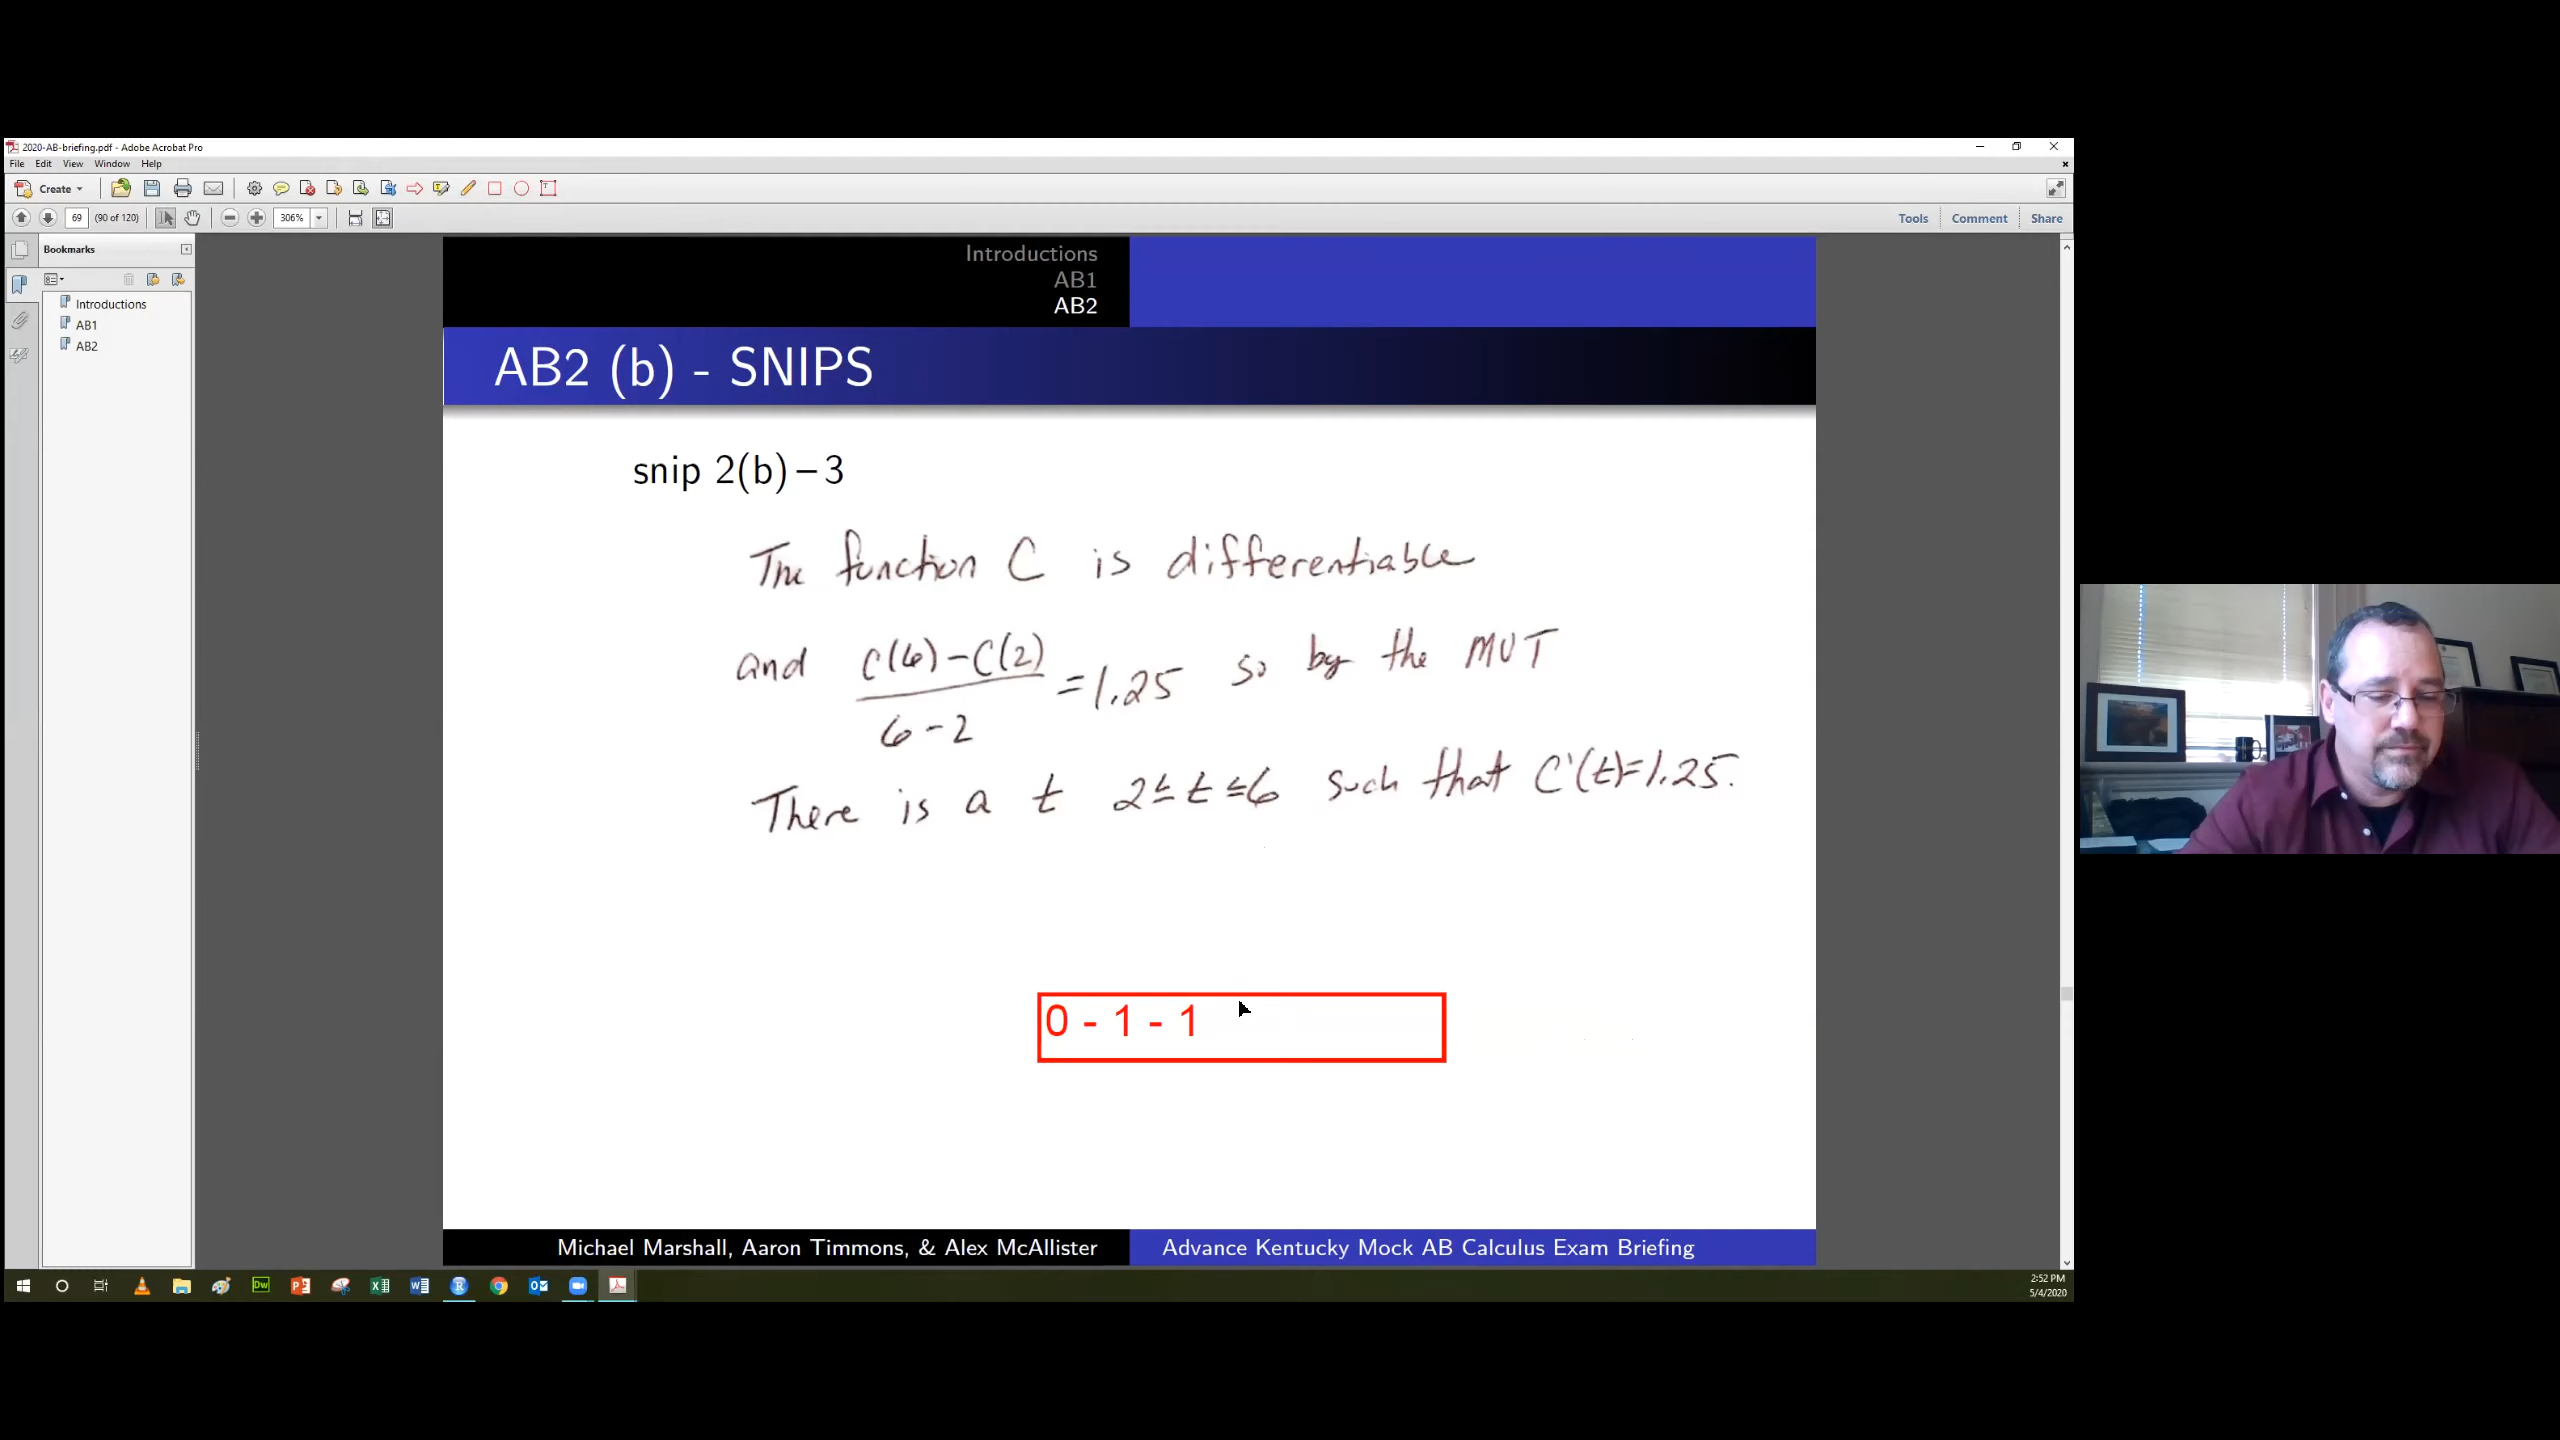 2020-AB-briefing.pdf - Adobe Acrobat Pro
File Edit View Window Help
Create
69 (90 of 120) 306% Tools Comment Share
Bookmarks
Introductions
AB1
AB2
Introductions
AB1
AB2
AB2 (b) - SNIPS
snip 2(b)–3
The function C is differentiable
and C(6)-C(2)/6-2 = 1.25 so by the MVT
There is a t 2≤t≤6 such that C'(t)=1.25.
0 - 1 - 1
Michael Marshall, Aaron Timmons, & Alex McAllister Advance Kentucky Mock AB Calculus Exam Briefing
2:52 PM
5/4/2020